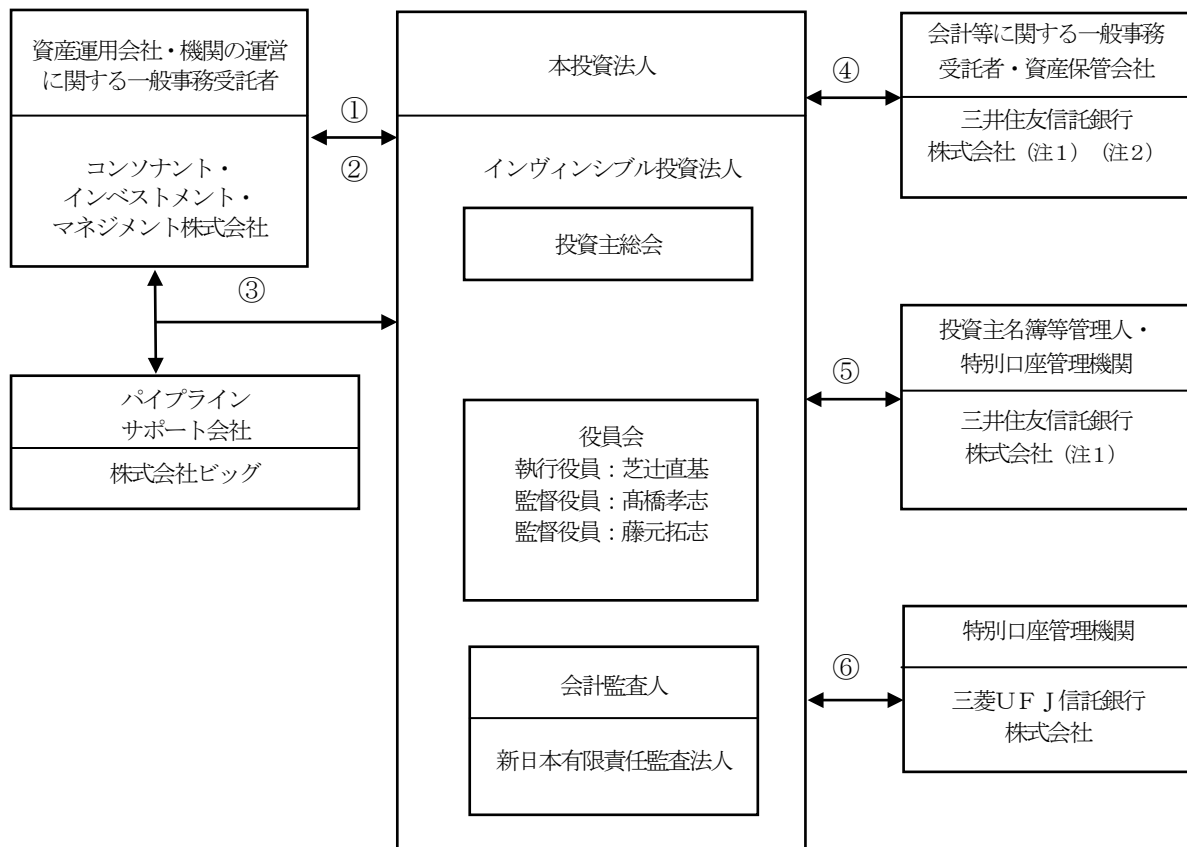 資産運用会社・機関の運営
に関する一般事務受託者
コンソナント・
インベストメント・
マネジメント株式会社
①
②
③
パイプライン
サポート会社
株式会社ビッグ
本投資法人
インヴィンシブル投資法人
投資主総会
役員会
執行役員:芝辻直基
監督役員:髙橋孝志
監督役員:藤元拓志
会計監査人
新日本有限責任監査法人
④
会計等に関する一般事務
受託者・資産保管会社
三井住友信託銀行
株式会社(注1)(注2)
⑤
投資主名簿等管理人・
特別口座管理機関
三井住友信託銀行
株式会社(注1)
⑥
特別口座管理機関
三菱UFJ信託銀行
株式会社